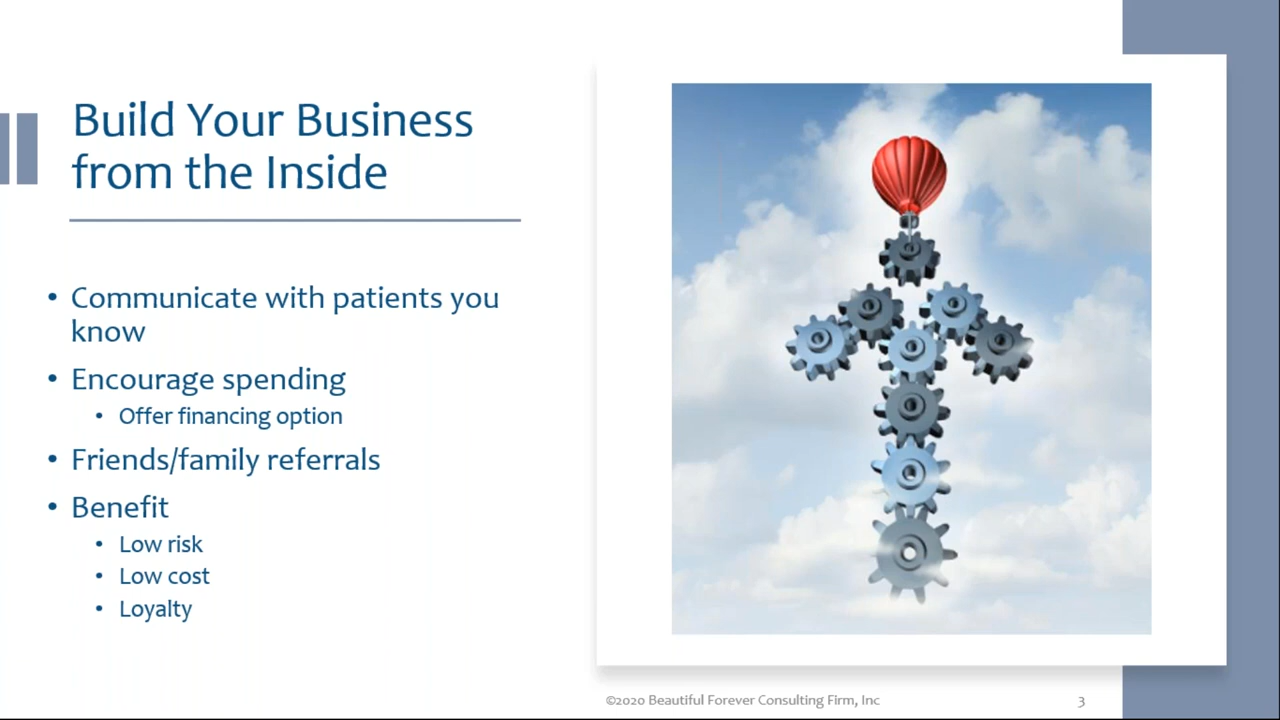 Build Your Business
from the Inside
• Communicate with patients you
know
• Encourage spending
• Offer financing option
• Friends/family referrals
• Benefit
• Low risk
• Low cost
• Loyalty
©2020 Beautiful Forever Consulting Firm, Inc
3